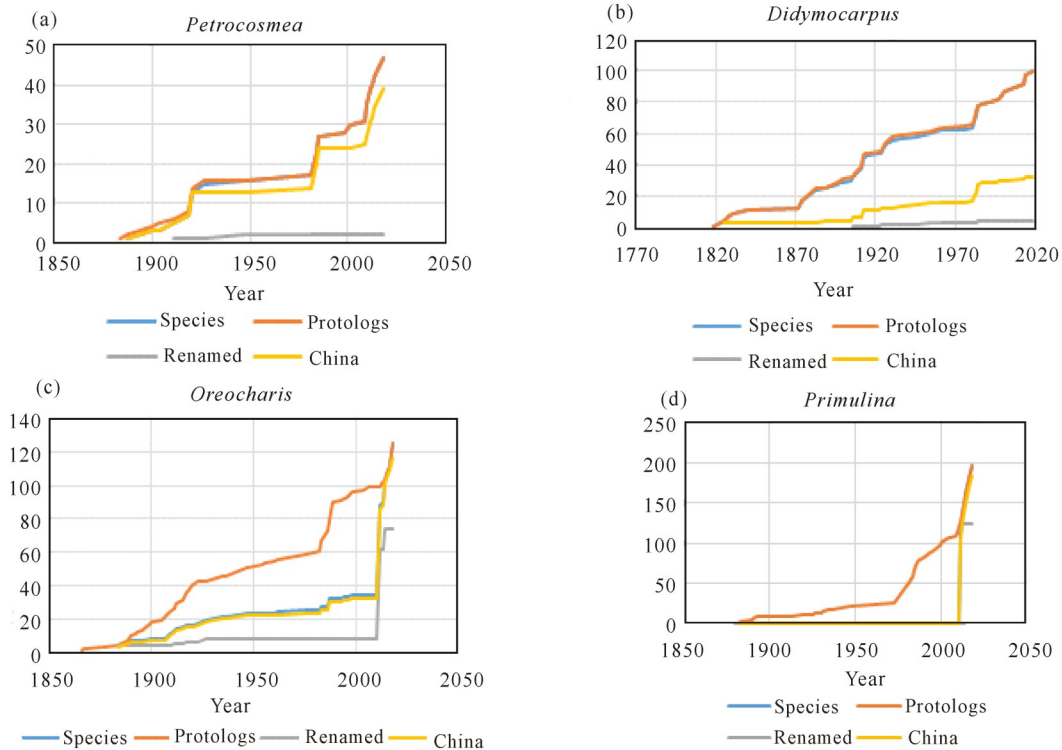 (a)
Petrocosmea
50
40
30
20
10
0
1850 1900 1950 2000 2050
Year
Species Protologs
Renamed China
(b)
Didymocarpus
120
100
80
60
40
20
0
1770 1820 1870 1920 1970 2020
Year
Species Protologs
Renamed China
(c)
Oreocharis
140
120
100
80
60
40
20
0
1850 1900 1950 2000 2050
Year
Species Protologs Renamed China
(d)
Primulina
250
200
150
100
50
0
1850 1900 1950 2000 2050
Year
Species Protologs
Renamed China